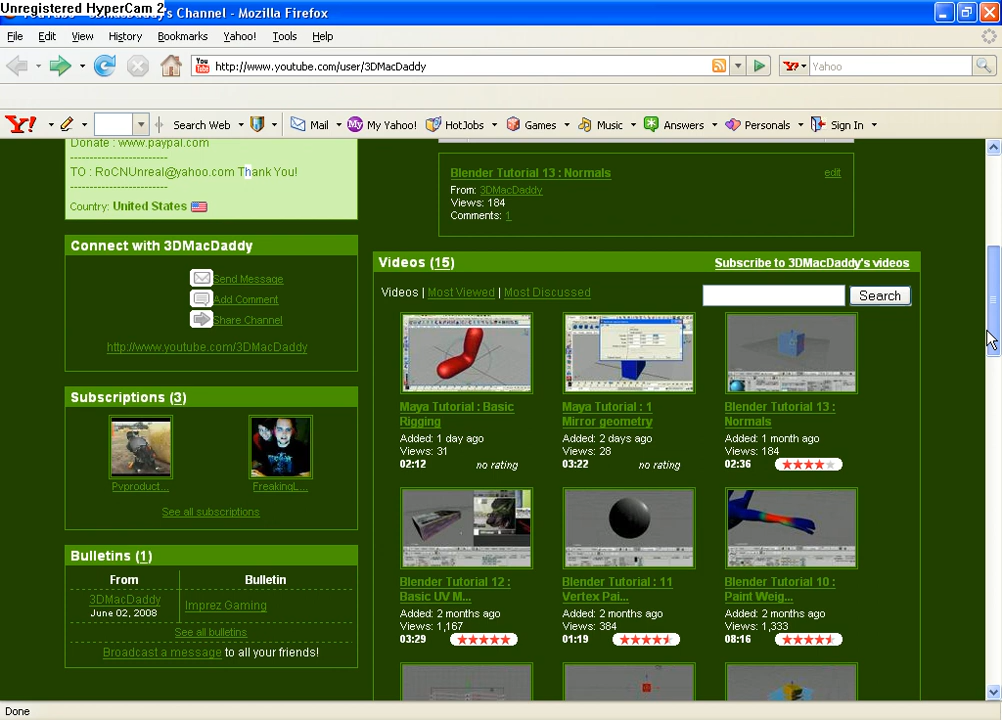 Unregistered HyperCam 2
YouTube - 3DMacDaddy's Channel - Mozilla Firefox
File Edit View History Bookmarks Yahoo! Tools Help
http://www.youtube.com/user/3DMacDaddy
Yahoo
Search Web Mail My Yahoo! HotJobs Games Music Answers Personals Sign In
Donate : www.paypal.com
-------------------------
TO : RoCNUnreal@yahoo.com Thank You!
-------------------------
Country: United States
Connect with 3DMacDaddy
Send Message
Add Comment
Share Channel
http://www.youtube.com/3DMacDaddy
Subscriptions (3)
Pvproduct...
FreakingL...
See all subscriptions
Bulletins (1)
From Bulletin
3DMacDaddy
June 02, 2008
Imprez Gaming
See all bulletins
Broadcast a message to all your friends!
Blender Tutorial 13 : Normals
edit
From: 3DMacDaddy
Views: 184
Comments: 1
Videos (15)
Subscribe to 3DMacDaddy's videos
Videos | Most Viewed | Most Discussed
Search
Maya Tutorial : Basic
Rigging
Added: 1 day ago
Views: 31
02:12 no rating
Maya Tutorial : 1
Mirror geometry
Added: 2 days ago
Views: 28
03:22 no rating
Blender Tutorial 13 :
Normals
Added: 1 month ago
Views: 184
02:36
Blender Tutorial 12 :
Basic UV M...
Added: 2 months ago
Views: 1,167
03:29
Blender Tutorial : 11
Vertex Pai...
Added: 2 months ago
Views: 384
01:19
Blender Tutorial 10 :
Paint Weig...
Added: 2 months ago
Views: 1,333
08:16
Done